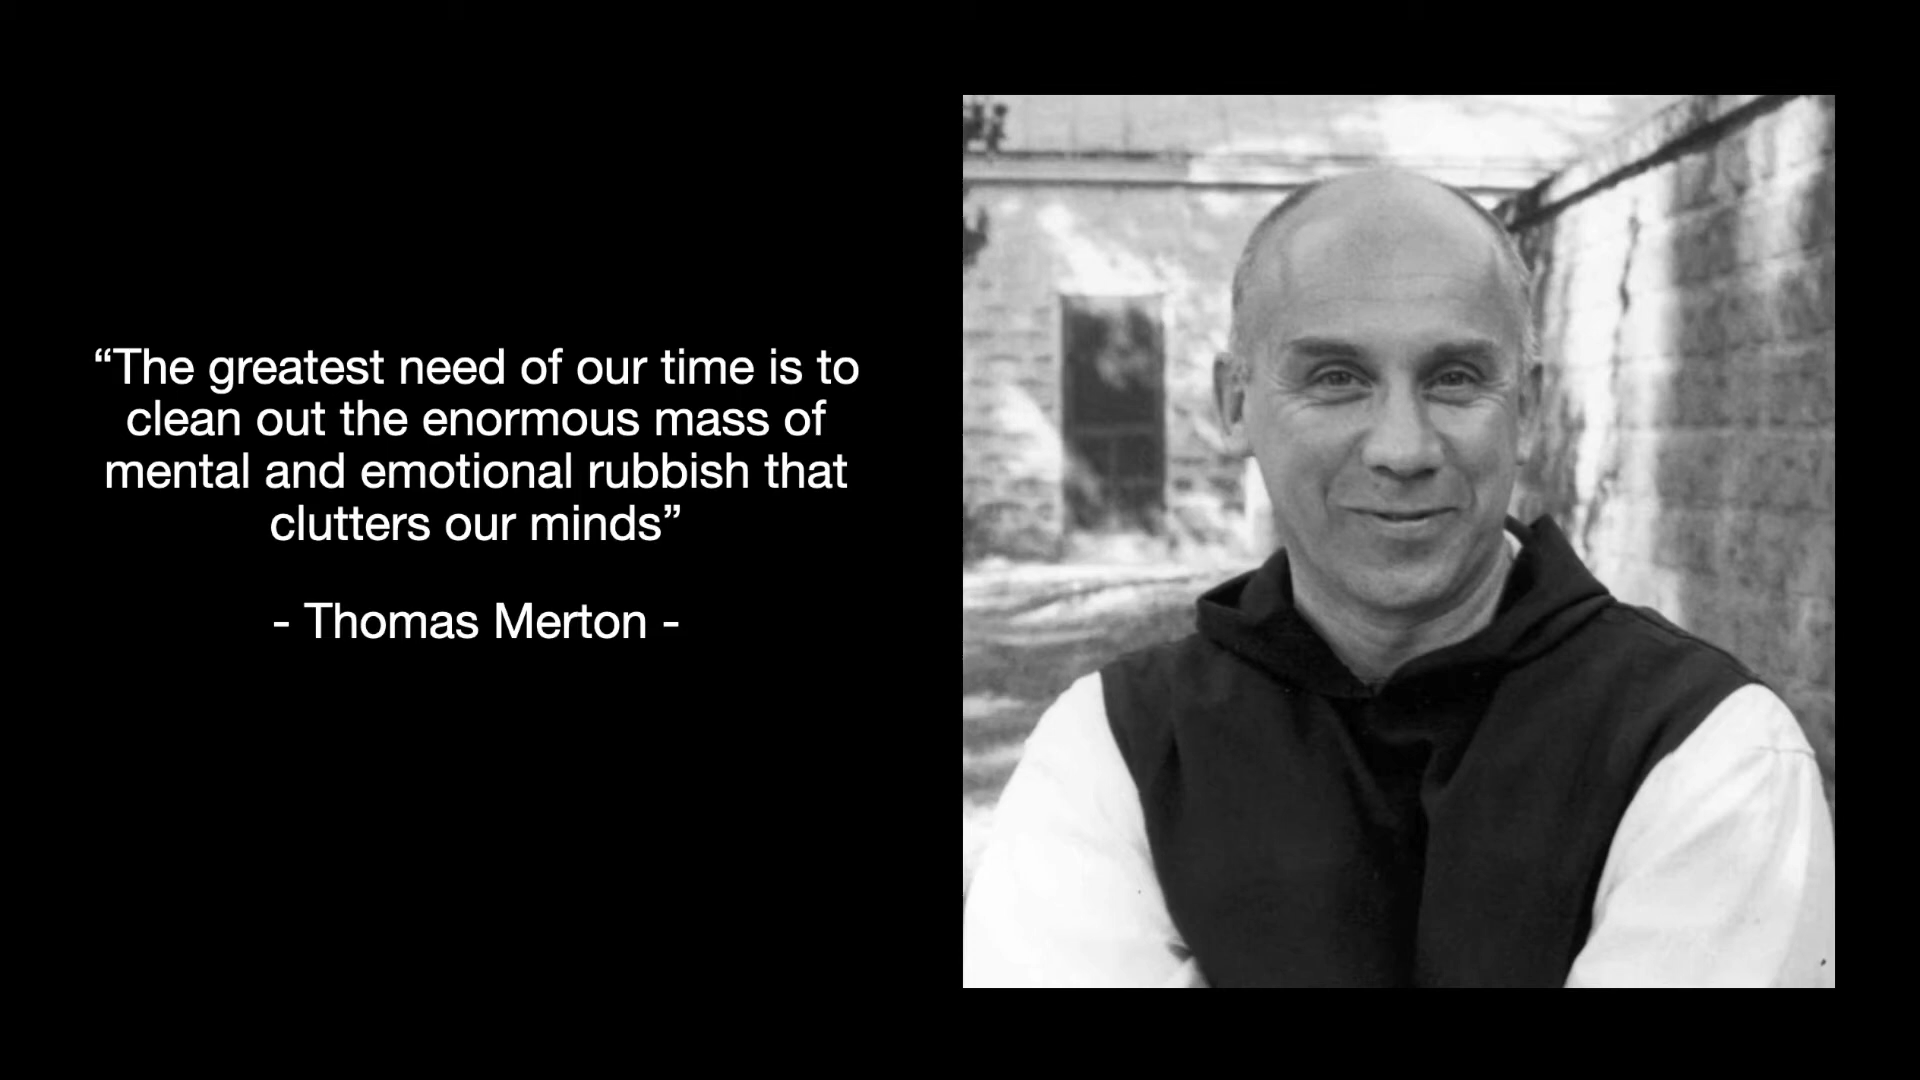 “The greatest need of our time is to
clean out the enormous mass of
mental and emotional rubbish that
clutters our minds”
- Thomas Merton -